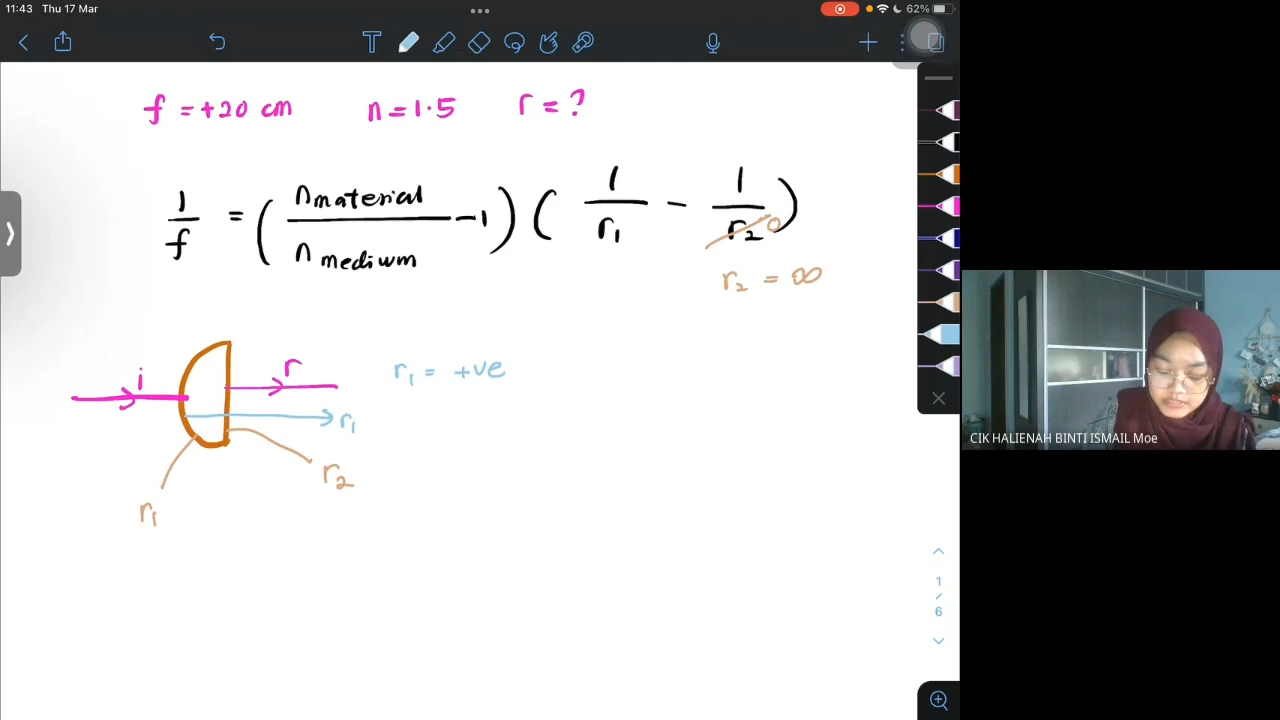 11:43 Thu 17 Mar
62%
T
f = +20 cm n = 1.5 r = ?
1/f = ( n material / n medium - 1 ) ( 1/r₁ - 1/r₂ ) 0
r₂ = ∞
i
r
r₁ = +ve
r₁
r₂
r₁
CIK HALIENAH BINTI ISMAIL Moe
1
/
6